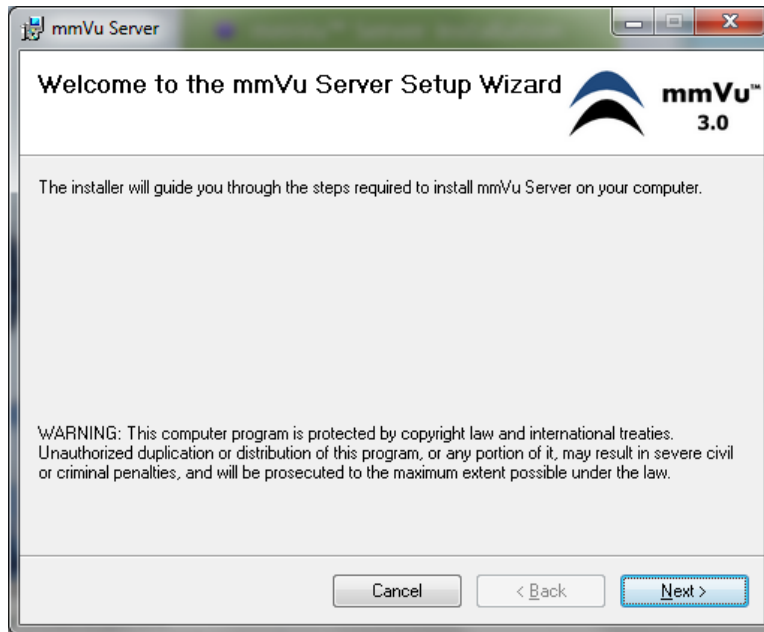 mmVu Server
Welcome to the mmVu Server Setup Wizard
mmVu™
3.0
The installer will guide you through the steps required to install mmVu Server on your computer.
WARNING: This computer program is protected by copyright law and international treaties.
Unauthorized duplication or distribution of this program, or any portion of it, may result in severe civil
or criminal penalties, and will be prosecuted to the maximum extent possible under the law.
Cancel
< Back
Next >